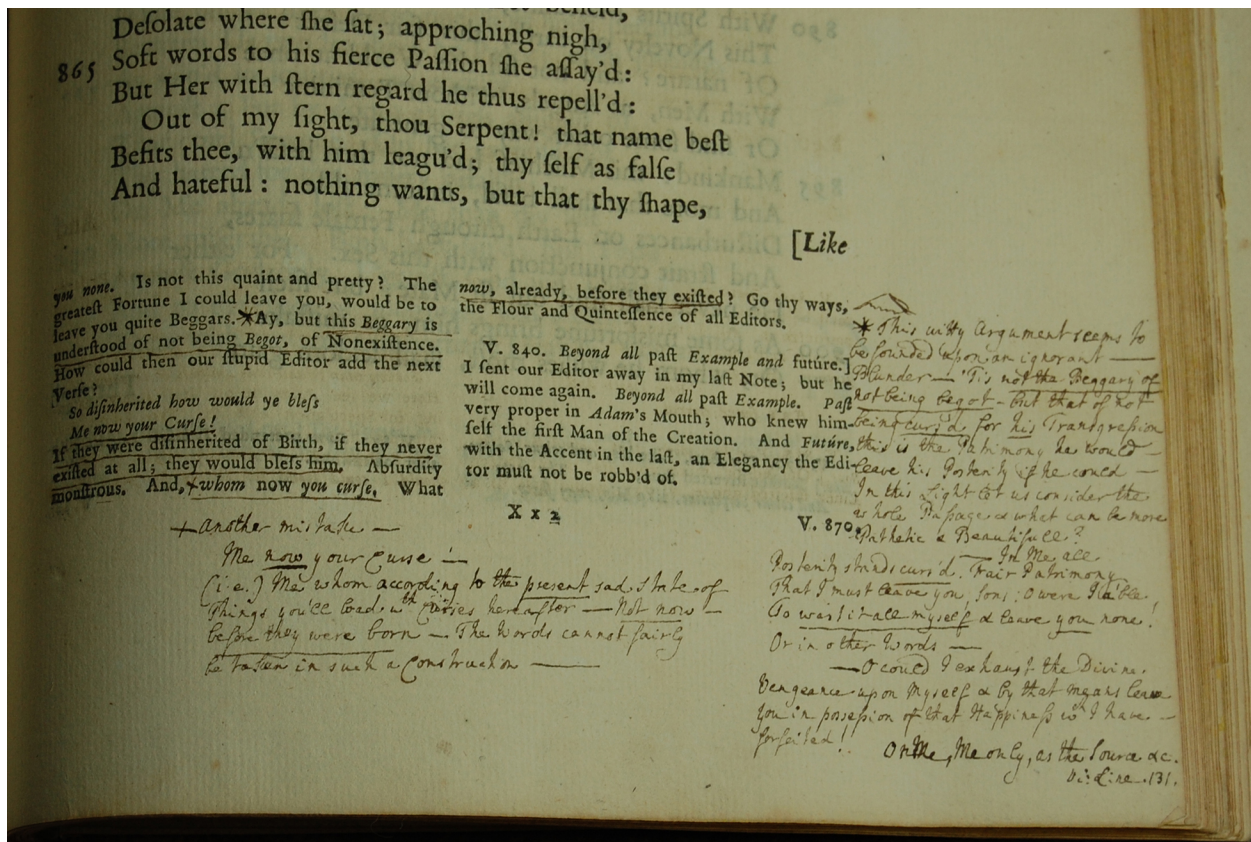 Deſolate where ſhe ſat; approching nigh,
865 Soft words to his fierce Paſſion ſhe aſſay'd:
But Her with ſtern regard he thus repell'd:
Out of my ſight, thou Serpent! that name beſt
Befits thee, with him leagu'd; thy ſelf as falſe
And hateful: nothing wants, but that thy ſhape,
[Like
you none. Is not this quaint and pretty? The
greateſt Fortune I could leave you, would be to
leave you quite Beggars. *Ay, but this Beggary is
underſtood of not being Begot, of Nonexiſtence.
How could then our ſtupid Editor add the next
Verſe?
So diſinherited how would ye bleſs
Me now your Curſe!
If they were diſinherited of Birth, if they never
exiſted at all; they would bleſs him. Abſurdity
monſtrous. And, +whom now you curſe, What
now, already, before they exiſted? Go thy ways,
the Flour and Quinteſſence of all Editors.
V. 840. Beyond all paſt Example and futúre.]
I ſent our Editor away in my laſt Note; but he
will come again. Beyond all paſt Example. Paſt
very proper in Adam's Mouth; who knew him-
ſelf the firſt Man of the Creation. And Futúre,
with the Accent in the laſt, an Elegancy the Edi-
tor muſt not be robb'd of.
X x 2
V. 870.
* This witty Argument seems to
be founded upon an ignorant —
Blunder — 'Tis not the Beggary of
not being begot – but that of not
being curs'd for his Transgression
this is the Patrimony he would —
leave his Posterity if he could —
In this Light let us consider the
whole Passage & what can be more
Pathetic & Beautifull?
— In Me all
Posterity stands curs'd. Fair Patrimony
That I must leave you, Sons; O were I able
To wast it all myself & leave you none!
Or in other Words —
— O could I exhaust the Divine
Vengeance upon Myself & by that means leave
you in possession of that Happiness wch I have —
forfeited!!
On Me, Me only, as the Source &c.
Vi: Line. 131.
+ Another mistake —
Me now your Curse! —
(i.e.) Me whom according to the present sad state of
Things you'll load wth Curses hereafter — Not now —
before they were born — The Words cannot fairly
be taken in such a Construction —